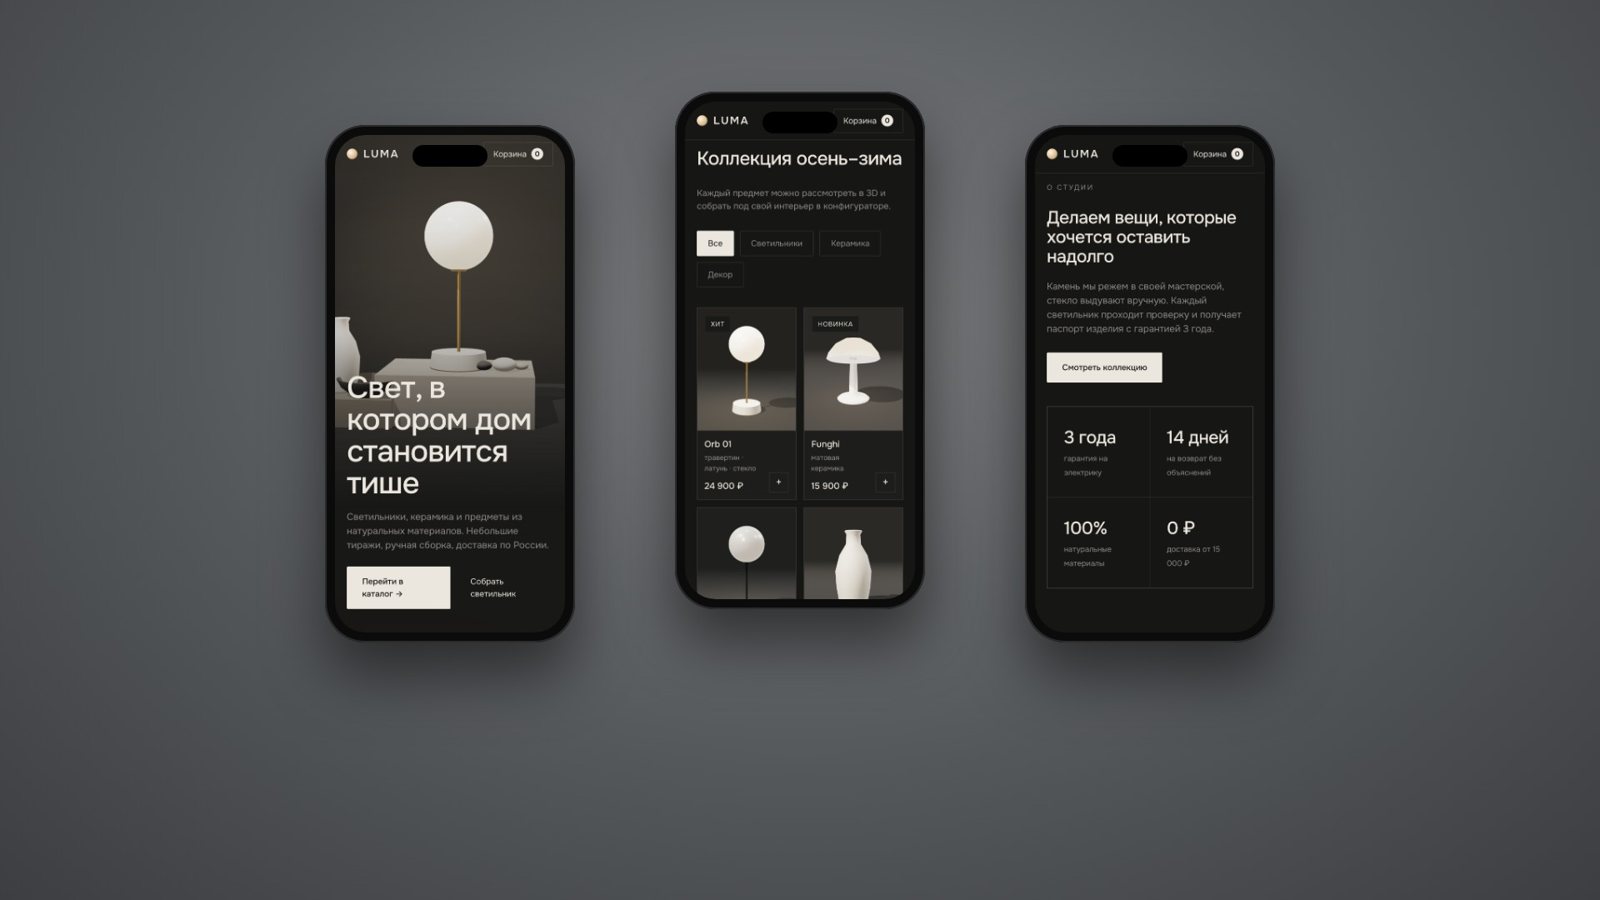 LUMA
Корзина 0
Свет, в
котором дом
становится
тише
Светильники, керамика и предметы из
натуральных материалов. Небольшие
тиражи, ручная сборка, доставка по России.
Перейти в
каталог →
Собрать
светильник
LUMA
Корзина 0
Коллекция осень–зима
Каждый предмет можно рассмотреть в 3D и
собрать под свой интерьер в конфигураторе.
Все
Светильники
Керамика
Декор
ХИТ
НОВИНКА
Orb 01
травертин ·
латунь · стекло
24 900 ₽
+
Funghi
матовая
керамика
15 900 ₽
+
LUMA
Корзина 0
О СТУДИИ
Делаем вещи, которые
хочется оставить
надолго
Камень мы режем в своей мастерской,
стекло выдувают вручную. Каждый
светильник проходит проверку и получает
паспорт изделия с гарантией 3 года.
Смотреть коллекцию
3 года
гарантия на
электрику
14 дней
на возврат без
объяснений
100%
натуральные
материалы
0 ₽
доставка от 15
000 ₽